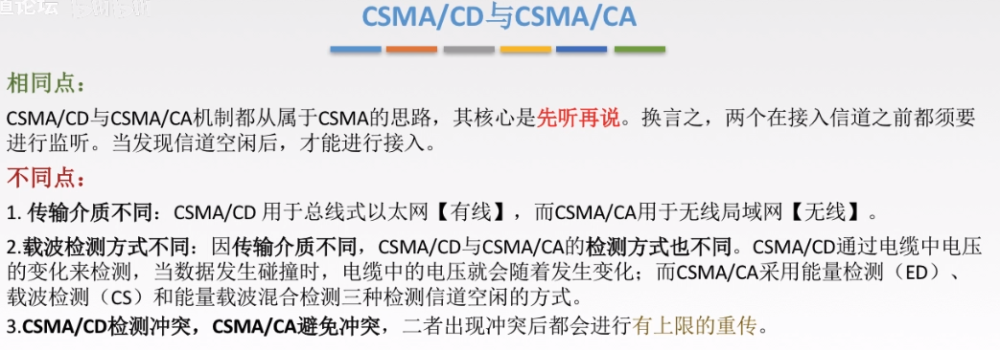 道论坛
CSMA/CD与CSMA/CA
相同点：
CSMA/CD与CSMA/CA机制都从属于CSMA的思路，其核心是先听再说。换言之，两个在接入信道之前都须要
进行监听。当发现信道空闲后，才能进行接入。
不同点：
1. 传输介质不同：CSMA/CD 用于总线式以太网【有线】，而CSMA/CA用于无线局域网【无线】。
2.载波检测方式不同：因传输介质不同，CSMA/CD与CSMA/CA的检测方式也不同。CSMA/CD通过电缆中电压
的变化来检测，当数据发生碰撞时，电缆中的电压就会随着发生变化；而CSMA/CA采用能量检测（ED）、
载波检测（CS）和能量载波混合检测三种检测信道空闲的方式。
3.CSMA/CD检测冲突，CSMA/CA避免冲突，二者出现冲突后都会进行有上限的重传。